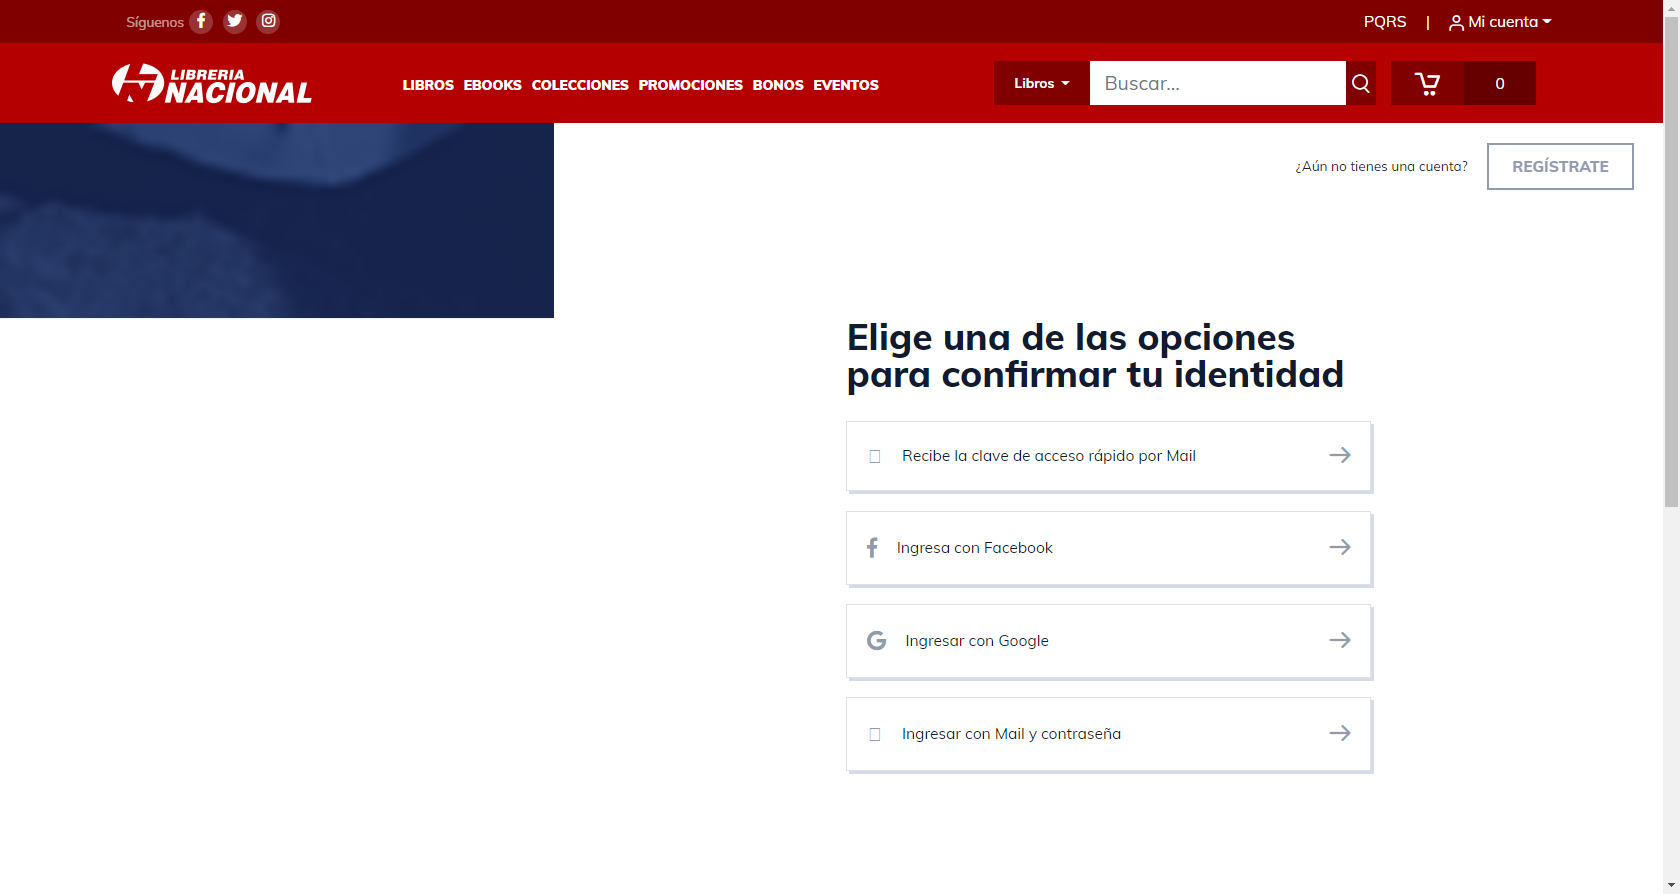 Síguenos
PQRS | Mi cuenta
LIBRERIA
NACIONAL
LIBROS EBOOKS COLECCIONES PROMOCIONES BONOS EVENTOS
Libros
Buscar...
0
¿Aún no tienes una cuenta?
REGÍSTRATE
Elige una de las opciones
para confirmar tu identidad
Recibe la clave de acceso rápido por Mail
Ingresa con Facebook
Ingresar con Google
Ingresar con Mail y contraseña